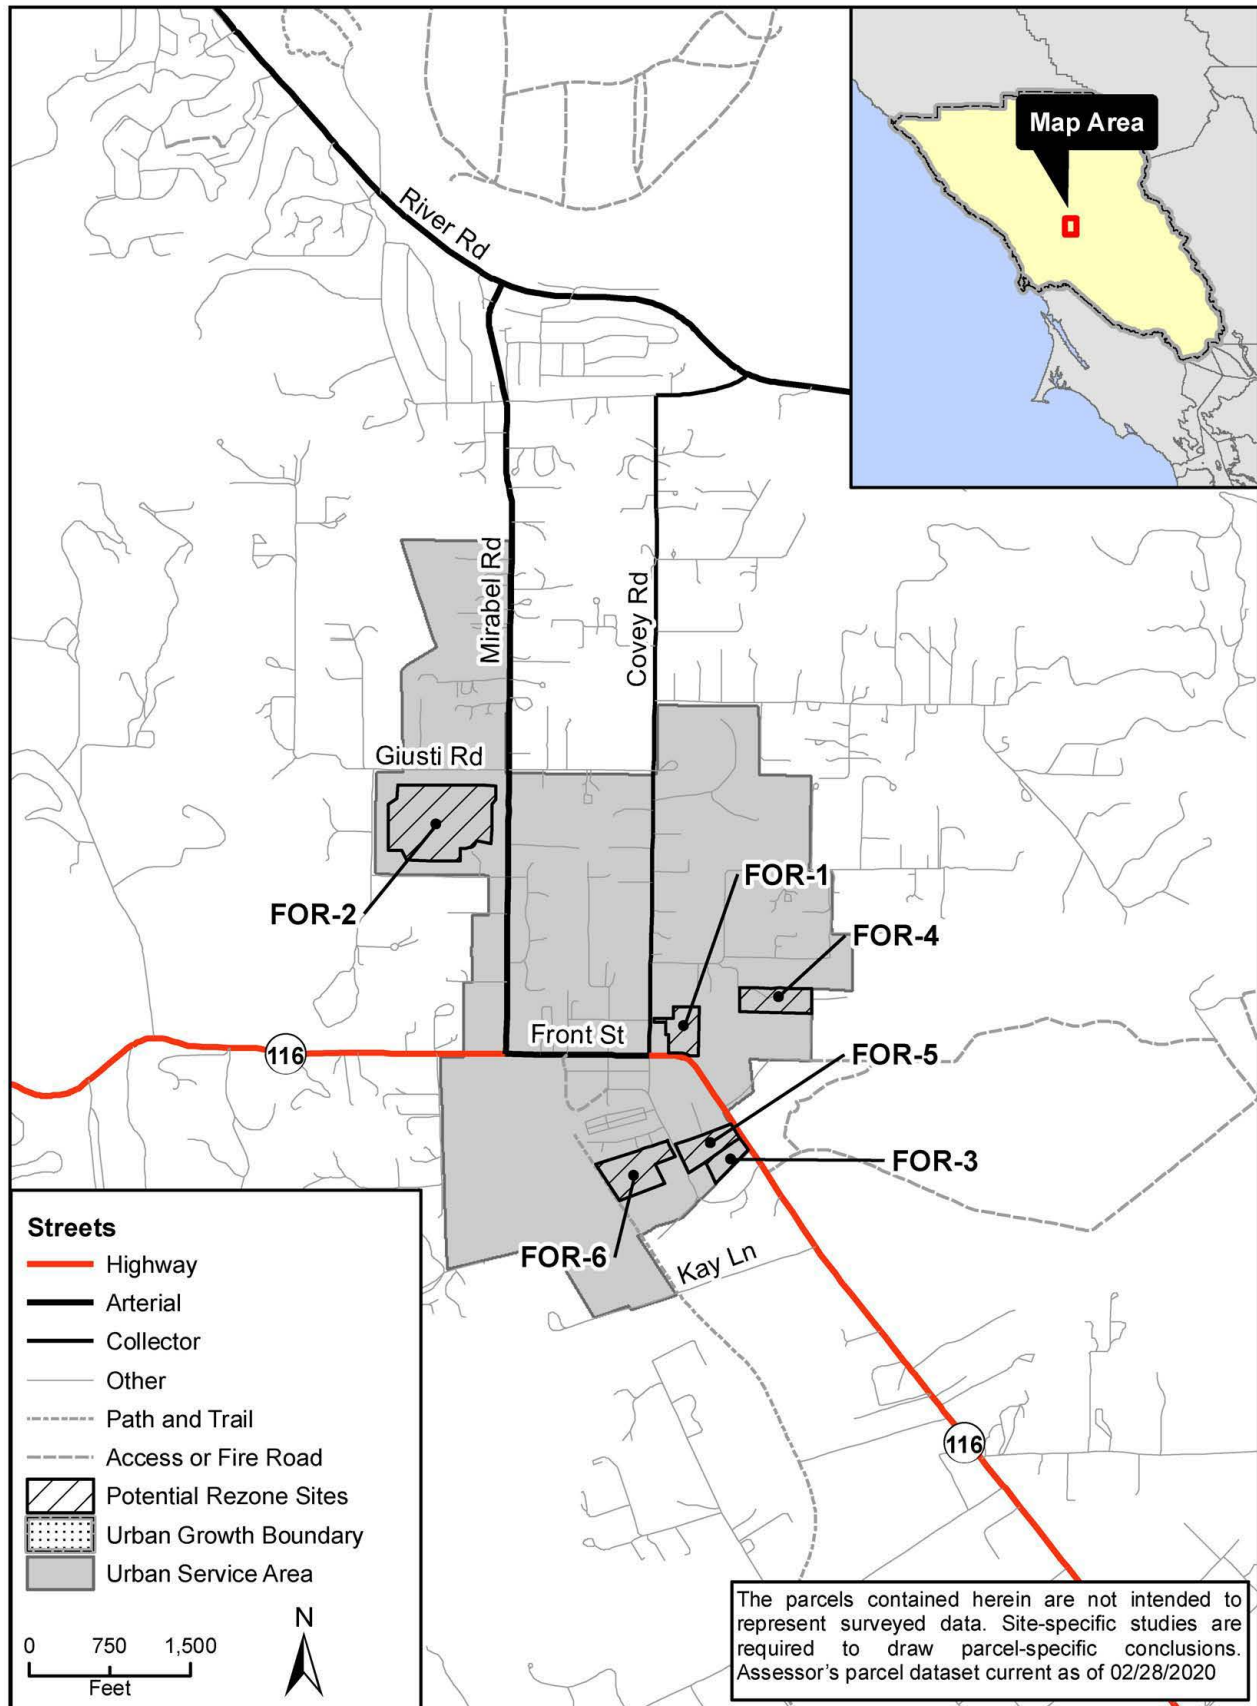 Map Area
River Rd
Mirabel Rd
Covey Rd
Giusti Rd
FOR-1
FOR-2
FOR-4
Front St
116
FOR-5
FOR-3
FOR-6
Kay Ln
116
Streets
Highway
Arterial
Collector
Other
Path and Trail
Access or Fire Road
Potential Rezone Sites
Urban Growth Boundary
Urban Service Area
N
0 750 1,500
Feet
The parcels contained herein are not intended to
represent surveyed data. Site-specific studies are
required to draw parcel-specific conclusions.
Assessor's parcel dataset current as of 02/28/2020